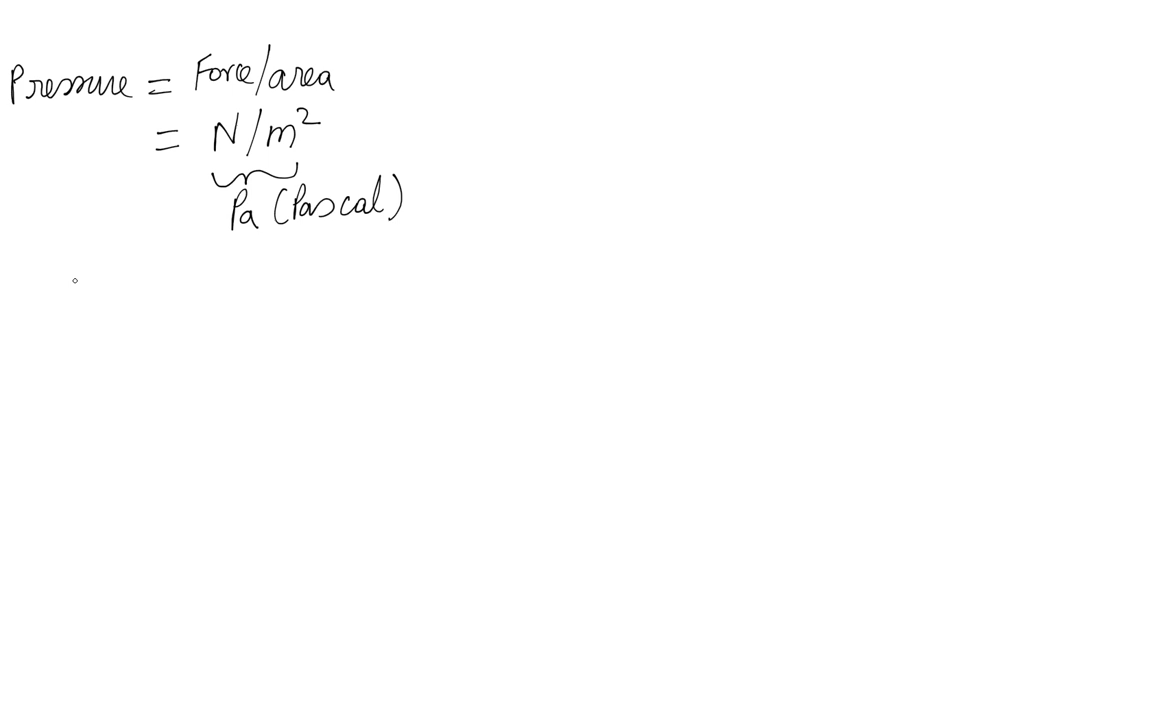 Pressure = Force/area
= N/m²
Pa (Pascal)